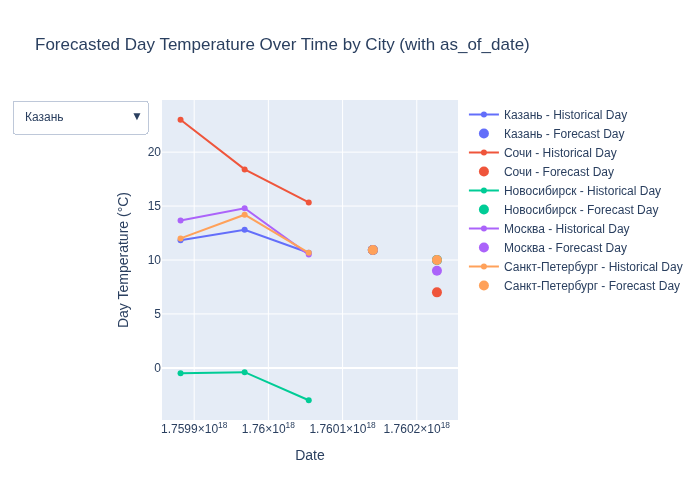 Forecasted Day Temperature Over Time by City (with as_of_date)
Казань ▼
Казань - Historical Day
Казань - Forecast Day
Сочи - Historical Day
Сочи - Forecast Day
Новосибирск - Historical Day
Новосибирск - Forecast Day
Москва - Historical Day
Москва - Forecast Day
Санкт-Петербург - Historical Day
Санкт-Петербург - Forecast Day
Day Temperature (°C)
20
15
10
5
0
1.7599×10¹⁸ 1.76×10¹⁸ 1.7601×10¹⁸ 1.7602×10¹⁸
Date